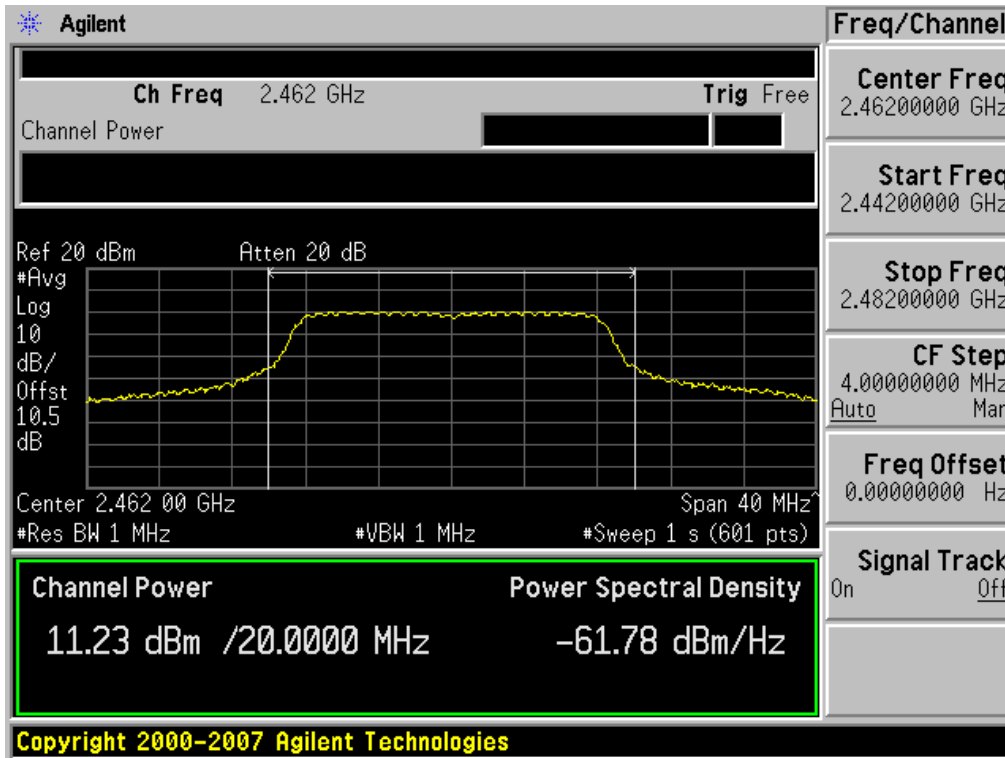 Agilent
Freq/Channel
Ch Freq 2.462 GHz Trig Free
Channel Power
Center Freq
2.46200000 GHz
Start Freq
2.44200000 GHz
Stop Freq
2.48200000 GHz
CF Step
4.00000000 MHz
Auto Man
Freq Offset
0.00000000 Hz
Signal Track
On Off
Ref 20 dBm Atten 20 dB
#Avg
Log
10
dB/
Offst
10.5
dB
Center 2.462 00 GHz Span 40 MHz^
#Res BW 1 MHz #VBW 1 MHz #Sweep 1 s (601 pts)
Channel Power Power Spectral Density
11.23 dBm /20.0000 MHz -61.78 dBm/Hz
Copyright 2000-2007 Agilent Technologies